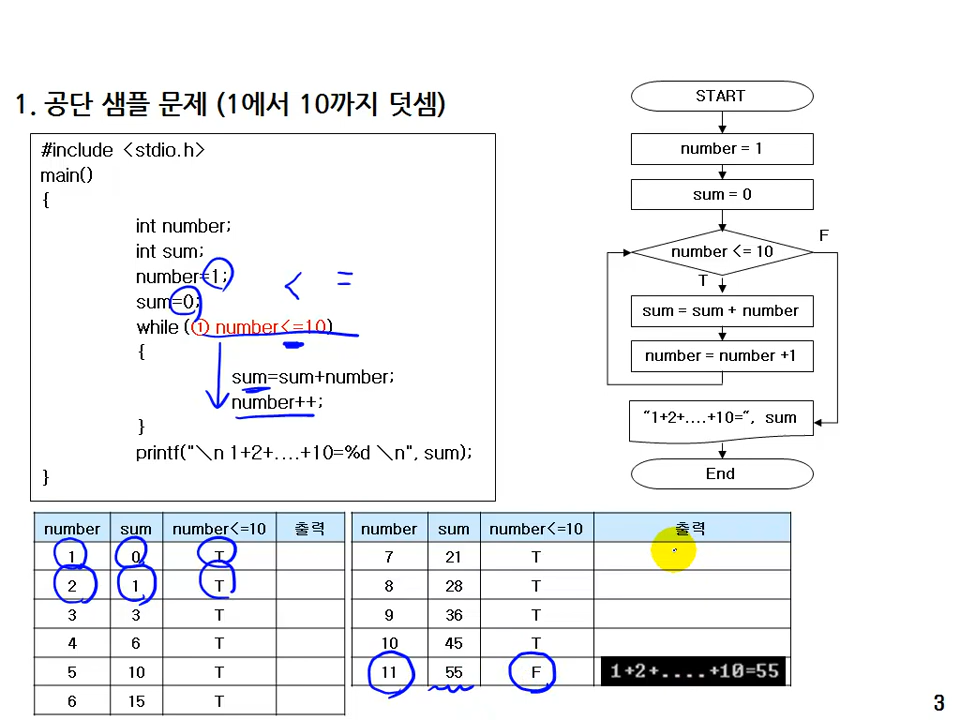 1. 공단 샘플 문제 (1에서 10까지 덧셈)
#include <stdio.h>
main()
{
int number;
int sum;
number=1;
sum=0;
while (① number<=10)
{
sum=sum+number;
number++;
}
printf("\n 1+2+....+10=%d \n", sum);
}
< =
START
number = 1
sum = 0
number <= 10
F
T
sum = sum + number
number = number +1
"1+2+....+10=", sum
End
number sum number<=10 출력
1 0 T
2 1 T
3 3 T
4 6 T
5 10 T
6 15 T
number sum number<=10 출력
7 21 T
8 28 T
9 36 T
10 45 T
11 55 F 1+2+....+10=55
3